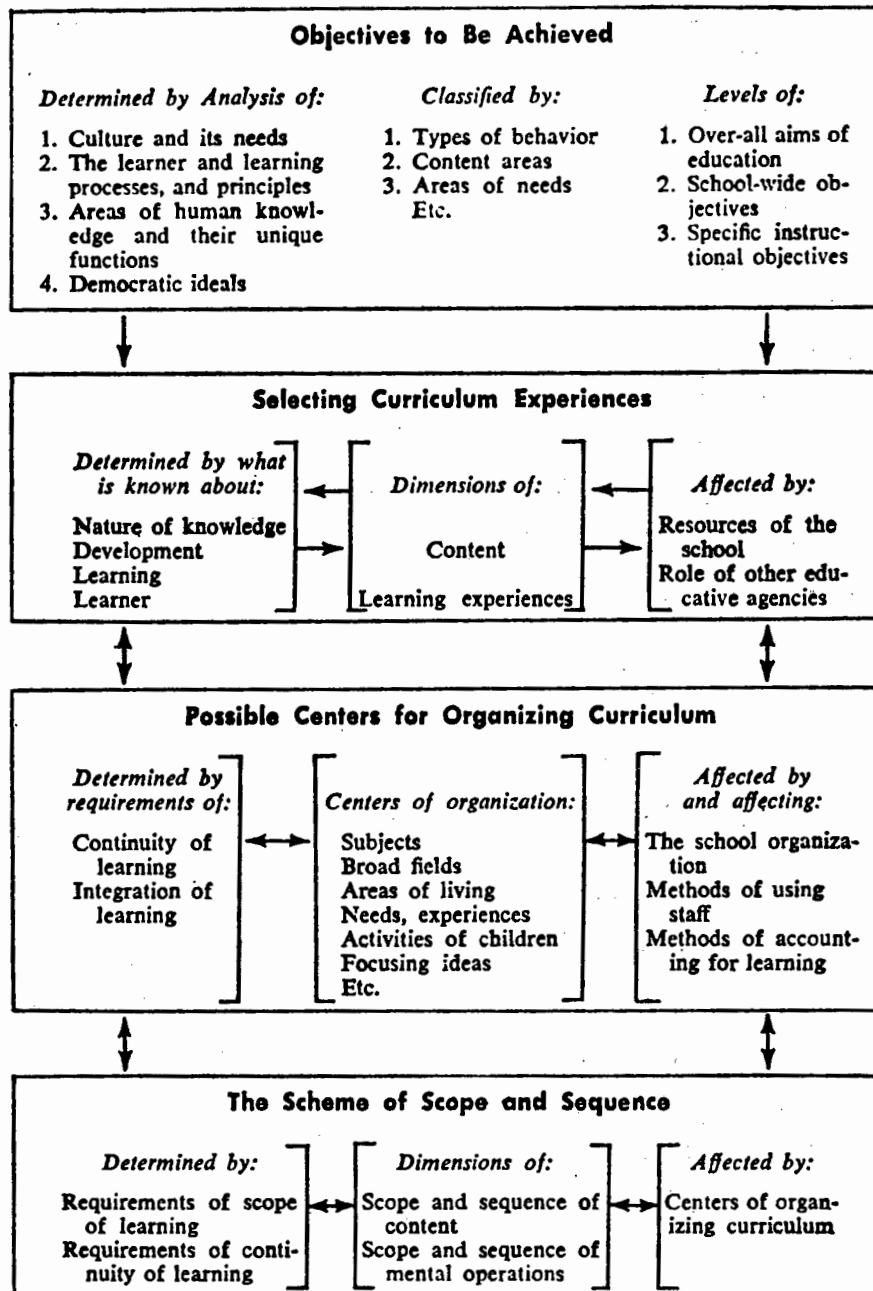 Objectives to Be Achieved
Determined by Analysis of:
1. Culture and its needs
2. The learner and learning
processes, and principles
3. Areas of human knowl-
edge and their unique
functions
4. Democratic ideals
Classified by:
1. Types of behavior
2. Content areas
3. Areas of needs
Etc.
Levels of:
1. Over-all aims of
education
2. School-wide ob-
jectives
3. Specific instruc-
tional objectives
Selecting Curriculum Experiences
Determined by what
is known about:
Nature of knowledge
Development
Learning
Learner
Dimensions of:
Content
Learning experiences
Affected by:
Resources of the
school
Role of other edu-
cative agencies
Possible Centers for Organizing Curriculum
Determined by
requirements of:
Continuity of
learning
Integration of
learning
Centers of organization:
Subjects
Broad fields
Areas of living
Needs, experiences
Activities of children
Focusing ideas
Etc.
Affected by
and affecting:
The school organiza-
tion
Methods of using
staff
Methods of account-
ing for learning
The Scheme of Scope and Sequence
Determined by:
Requirements of scope
of learning
Requirements of conti-
nuity of learning
Dimensions of:
Scope and sequence of
content
Scope and sequence of
mental operations
Affected by:
Centers of organ-
izing curriculum